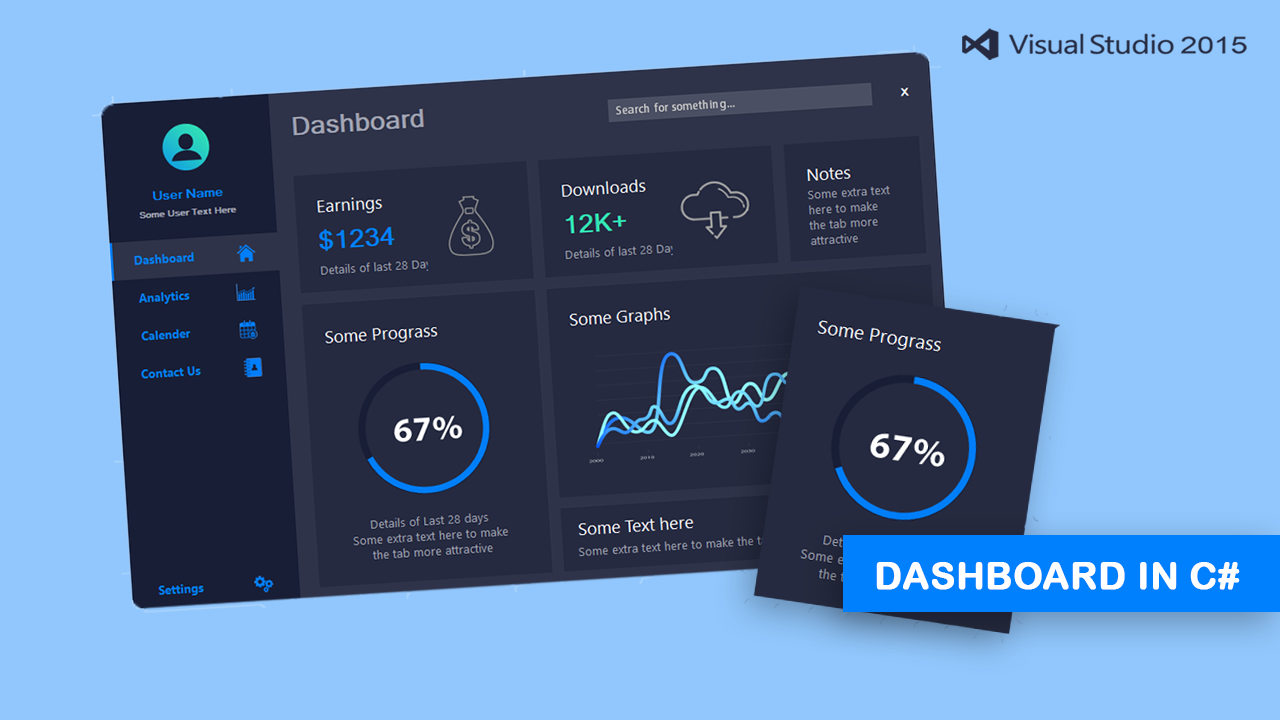 Visual Studio 2015
Dashboard
Search for something...
x
User Name
Some User Text Here
Dashboard
Analytics
Calender
Contact Us
Settings
Earnings
$1234
Details of last 28 Day
Downloads
12K+
Details of last 28 Day
Notes
Some extra text
here to make
the tab more
attractive
Some Prograss
67%
Details of Last 28 days
Some extra text here to make
the tab more attractive
Some Graphs
2000
2010
2020
2030
Some Text here
Some extra text here to make the
Some Prograss
67%
Some
the
DASHBOARD IN C#